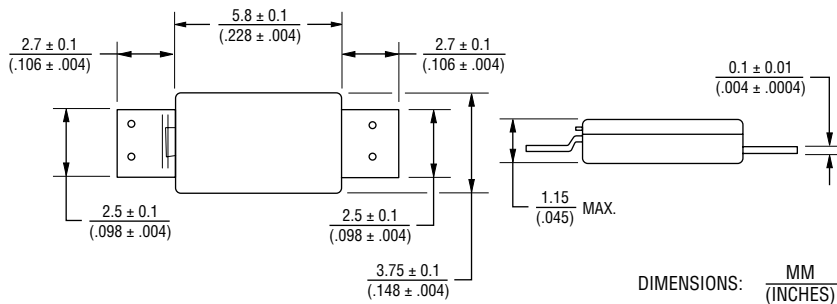 5.8 ± 0.1
(.228 ± .004)
2.7 ± 0.1
(.106 ± .004)
2.7 ± 0.1
(.106 ± .004)
0.1 ± 0.01
(.004 ± .0004)
2.5 ± 0.1
(.098 ± .004)
2.5 ± 0.1
(.098 ± .004)
1.15
(.045)
MAX.
3.75 ± 0.1
(.148 ± .004)
DIMENSIONS:
MM
(INCHES)